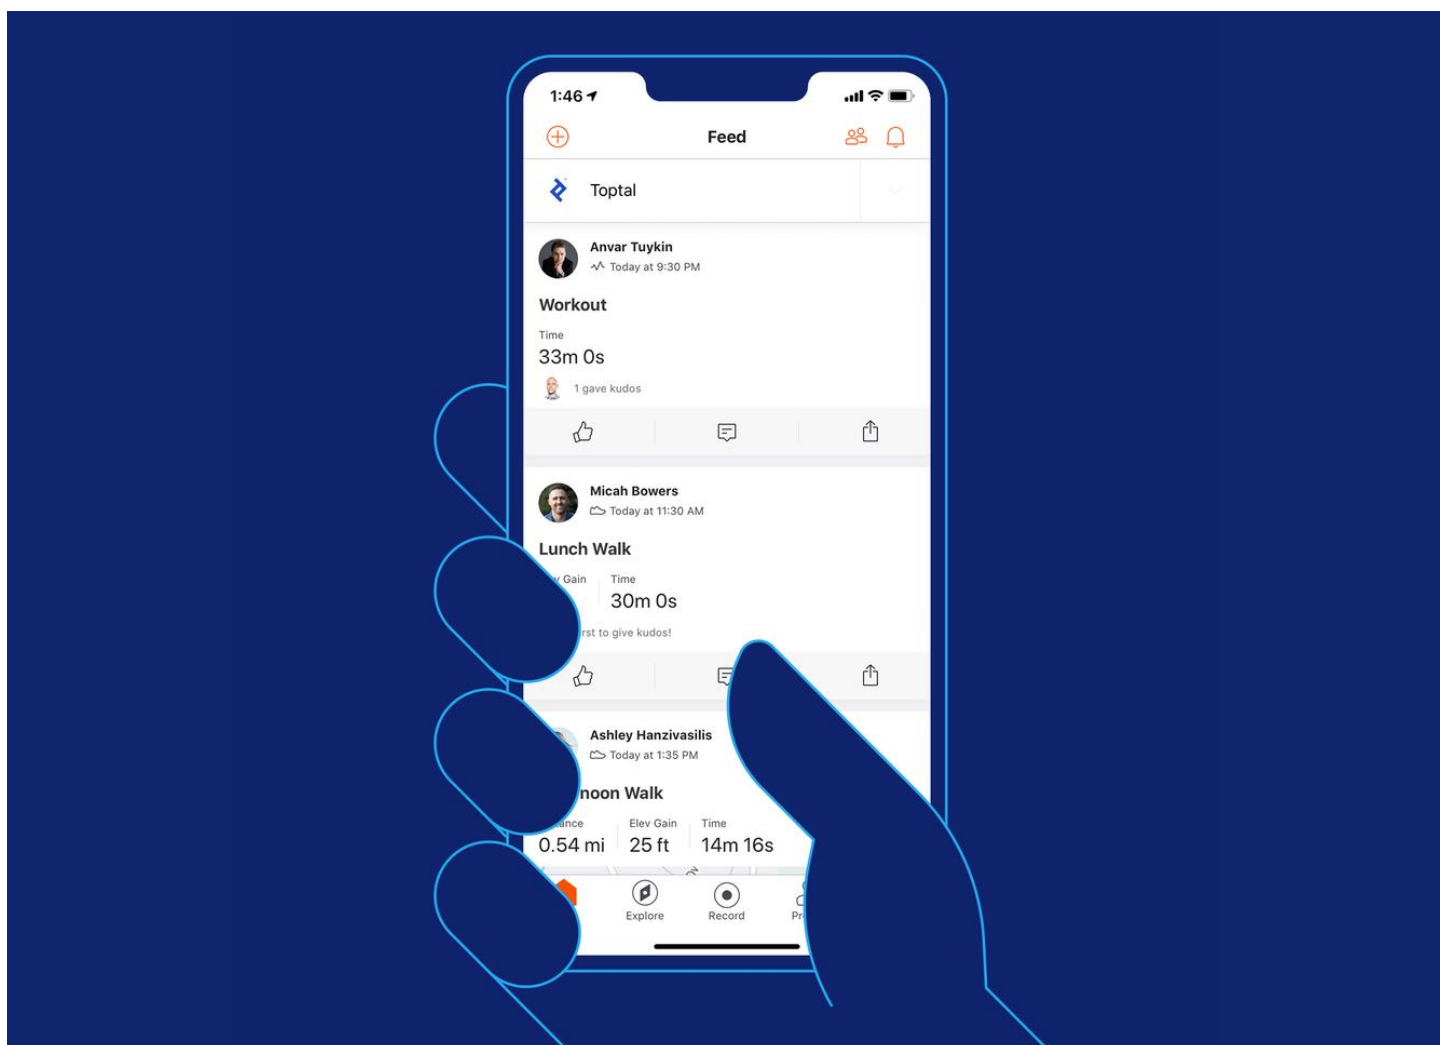 1:46
Feed
Toptal
Anvar Tuykin
Today at 9:30 PM
Workout
Time
33m 0s
1 gave kudos
Micah Bowers
Today at 11:30 AM
Lunch Walk
Gain Time
30m 0s
to give kudos!
Ashley Hanzivasilis
Today at 1:35 PM
noon Walk
Elev Gain Time
0.54 mi 25 ft 14m 16s
Explore Record